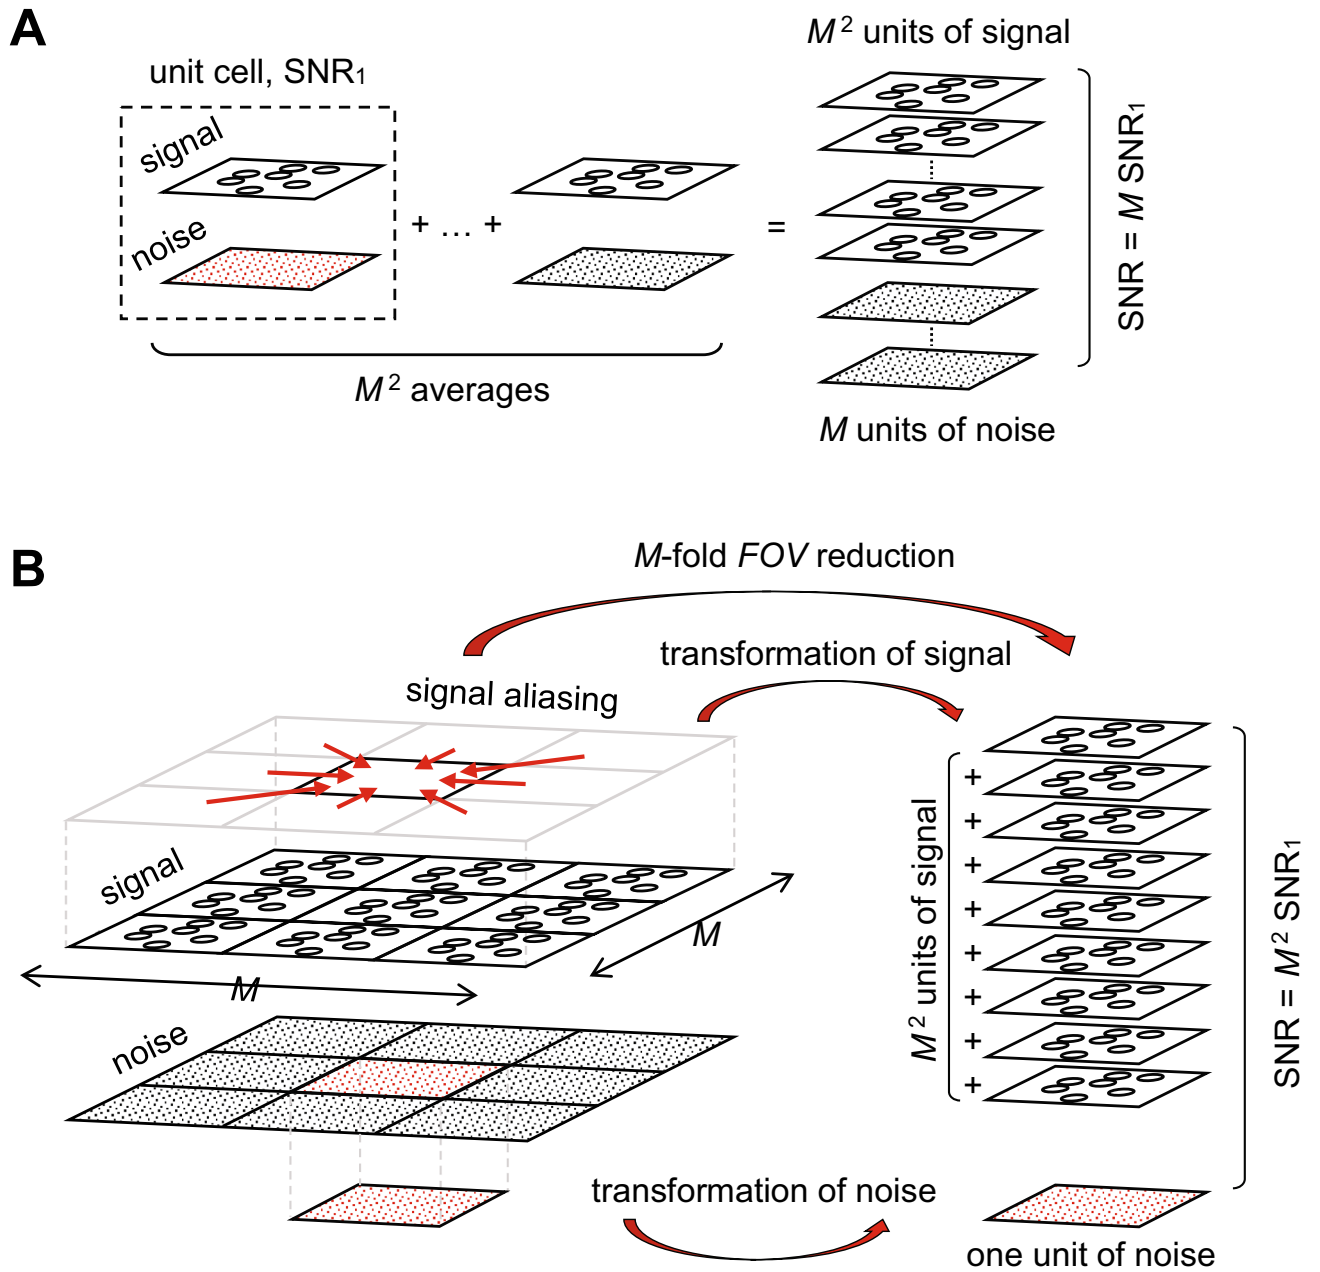 A
M² units of signal
unit cell, SNR₁
signal
noise
+ ... +
=
SNR = M SNR₁
M² averages
M units of noise
B
M-fold FOV reduction
transformation of signal
signal aliasing
signal
M
M
noise
+
+
+
+
+
+
+
+
M² units of signal
SNR = M² SNR₁
transformation of noise
one unit of noise